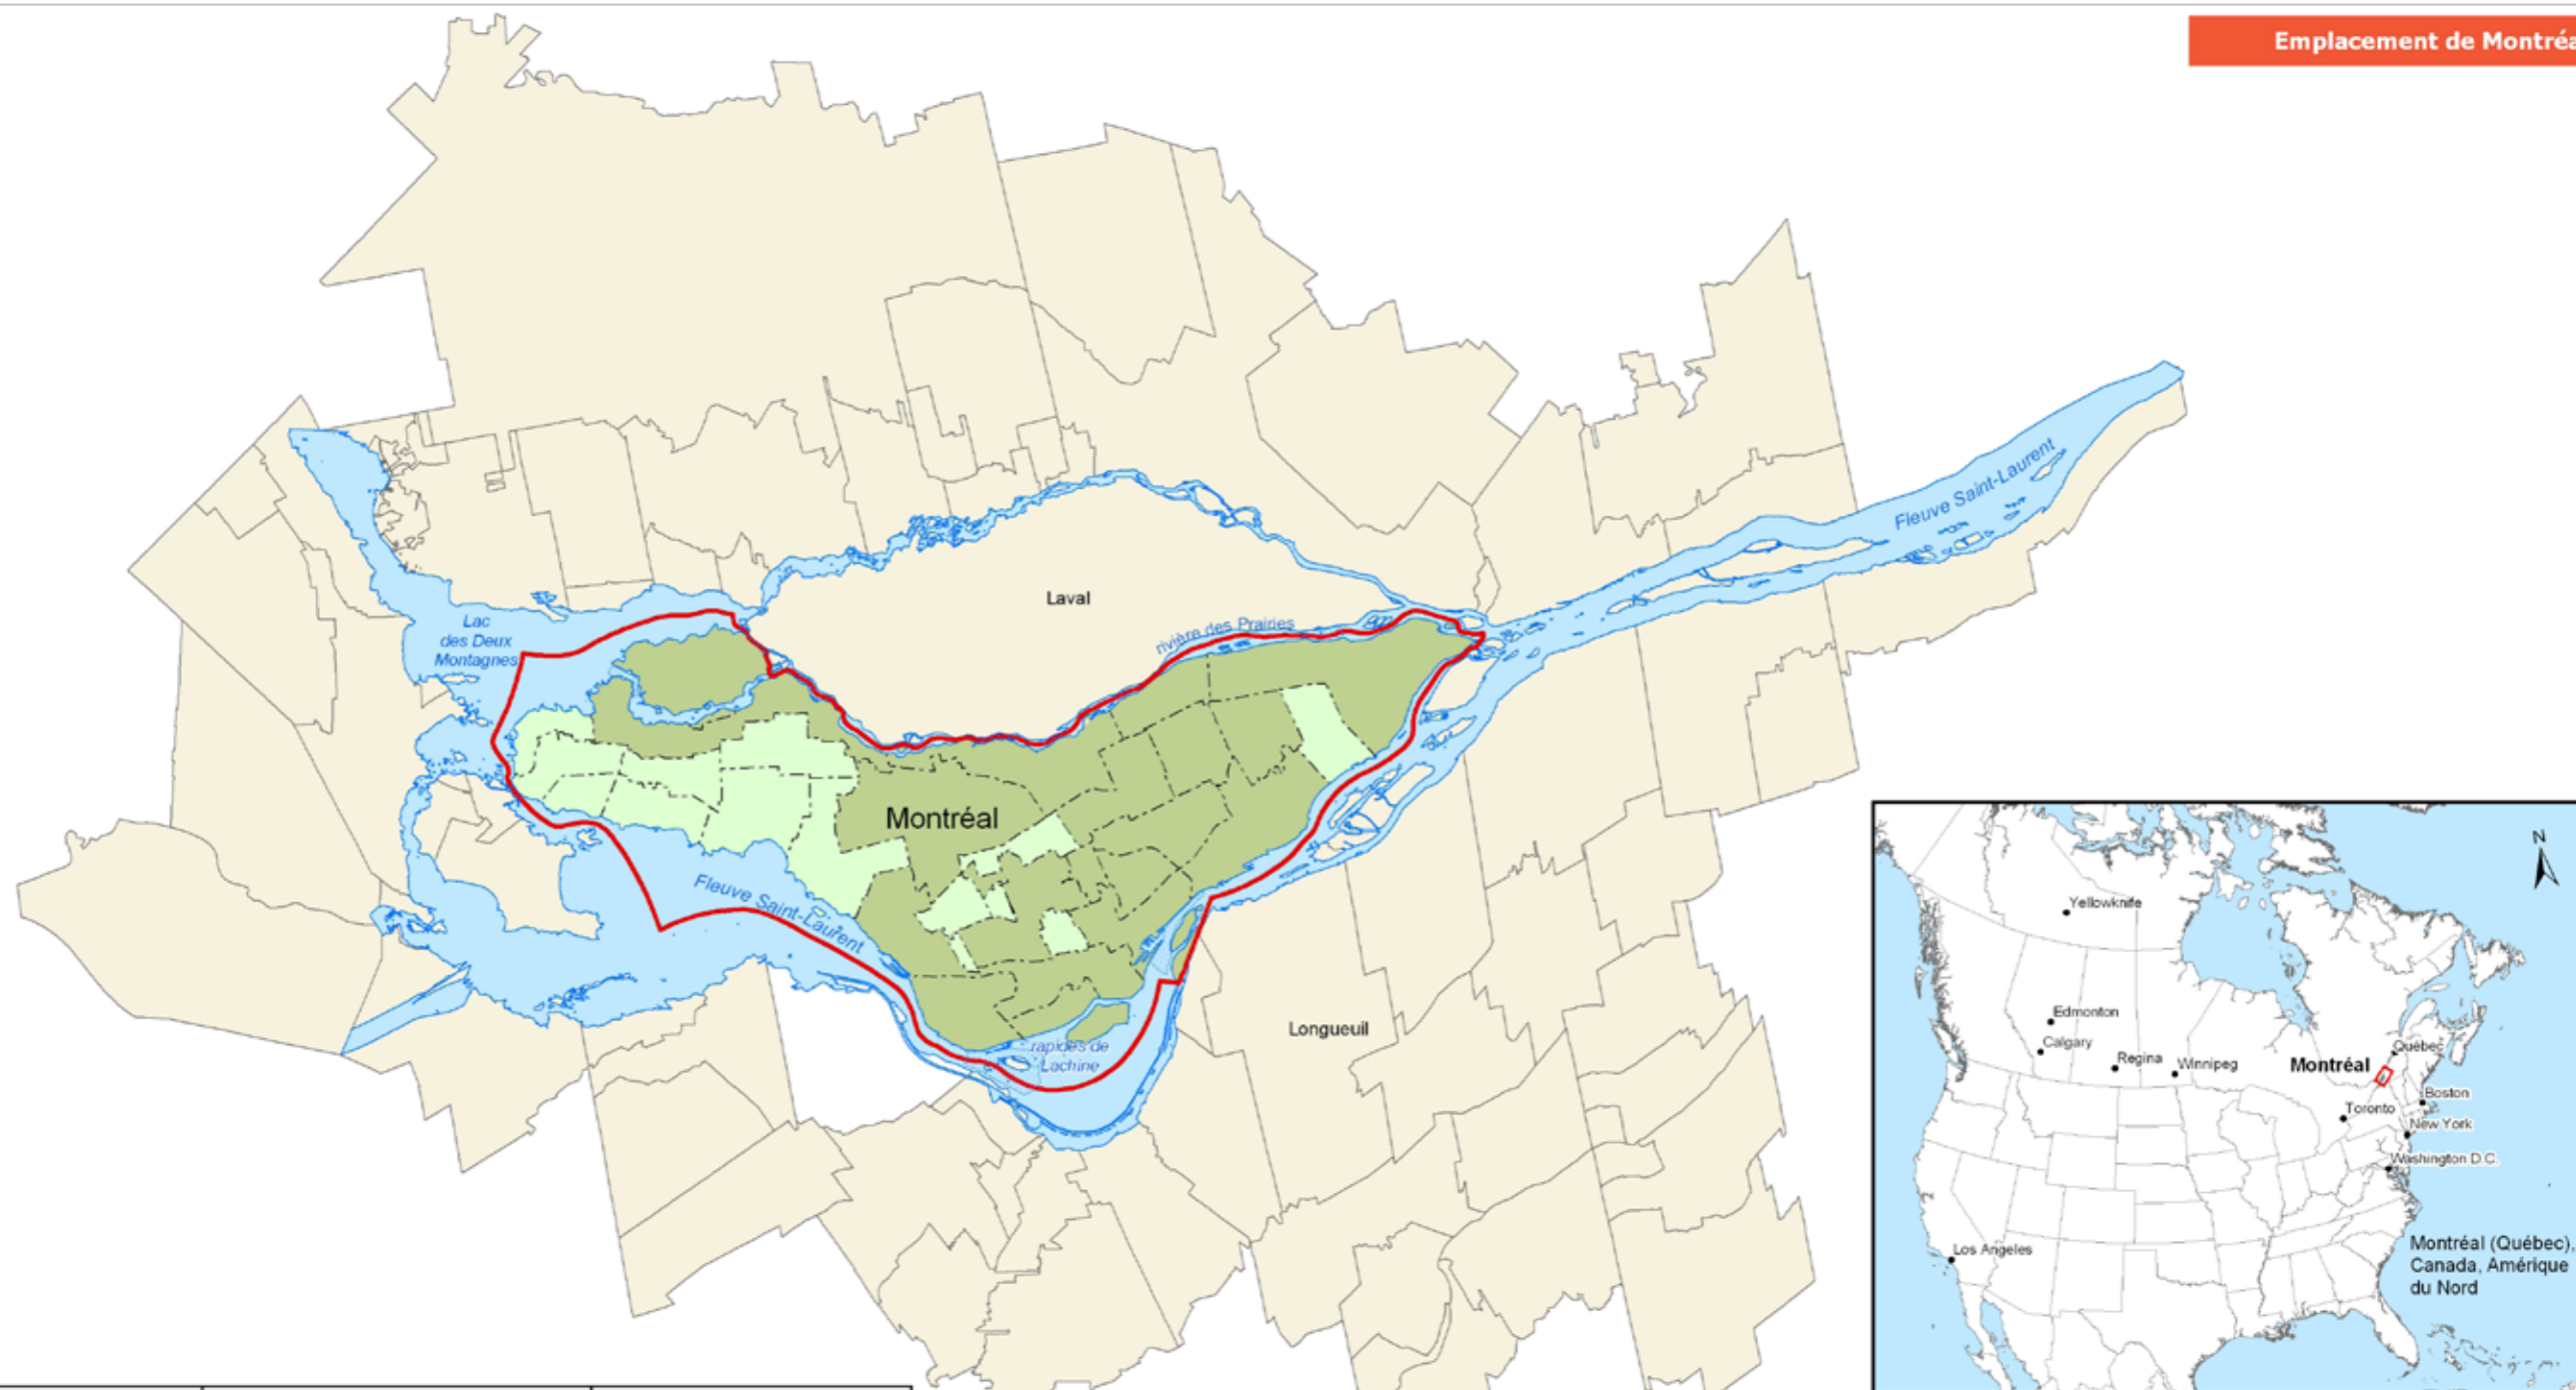 Emplacement de Montréa
Laval
rivière des Prairies
Lac
des Deux
Montagnes
Fleuve Saint-Laurent
Montréal
Fleuve Saint-Laurent
rapides de
Lachine
Longueuil
N
Yellowknife
Edmonton
Calgary
Regina
Winnipeg
Québec
Montréal
Boston
Toronto
New York
Washington D.C.
Los Angeles
Montréal (Québec),
Canada, Amérique
du Nord